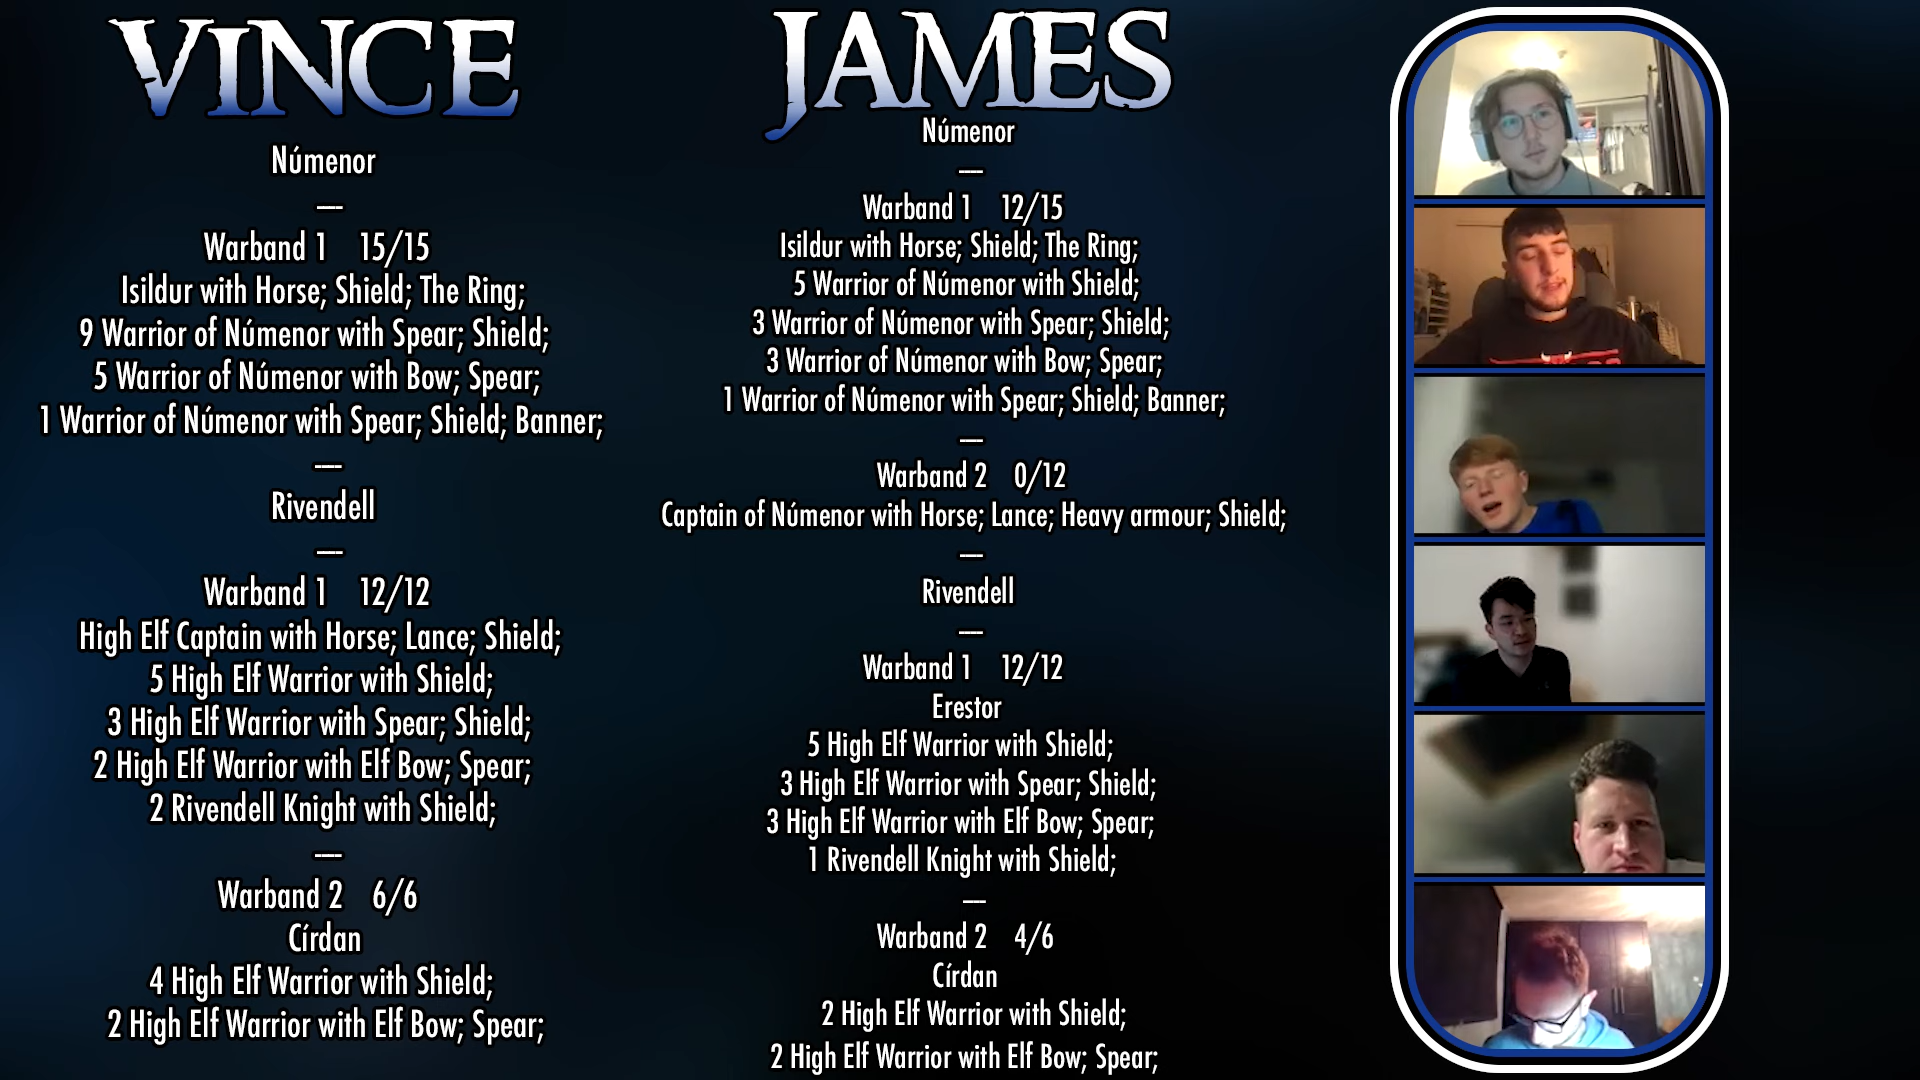 VINCE
Númenor
—
Warband 1 15/15
Isildur with Horse; Shield; The Ring;
9 Warrior of Númenor with Spear; Shield;
5 Warrior of Númenor with Bow; Spear;
1 Warrior of Númenor with Spear; Shield; Banner;
—
Rivendell
—
Warband 1 12/12
High Elf Captain with Horse; Lance; Shield;
5 High Elf Warrior with Shield;
3 High Elf Warrior with Spear; Shield;
2 High Elf Warrior with Elf Bow; Spear;
2 Rivendell Knight with Shield;
—
Warband 2 6/6
Círdan
4 High Elf Warrior with Shield;
2 High Elf Warrior with Elf Bow; Spear;
JAMES
Númenor
—
Warband 1 12/15
Isildur with Horse; Shield; The Ring;
5 Warrior of Númenor with Shield;
3 Warrior of Númenor with Spear; Shield;
3 Warrior of Númenor with Bow; Spear;
1 Warrior of Númenor with Spear; Shield; Banner;
—
Warband 2 0/12
Captain of Númenor with Horse; Lance; Heavy armour; Shield;
—
Rivendell
—
Warband 1 12/12
Erestor
5 High Elf Warrior with Shield;
3 High Elf Warrior with Spear; Shield;
3 High Elf Warrior with Elf Bow; Spear;
1 Rivendell Knight with Shield;
—
Warband 2 4/6
Círdan
2 High Elf Warrior with Shield;
2 High Elf Warrior with Elf Bow; Spear;